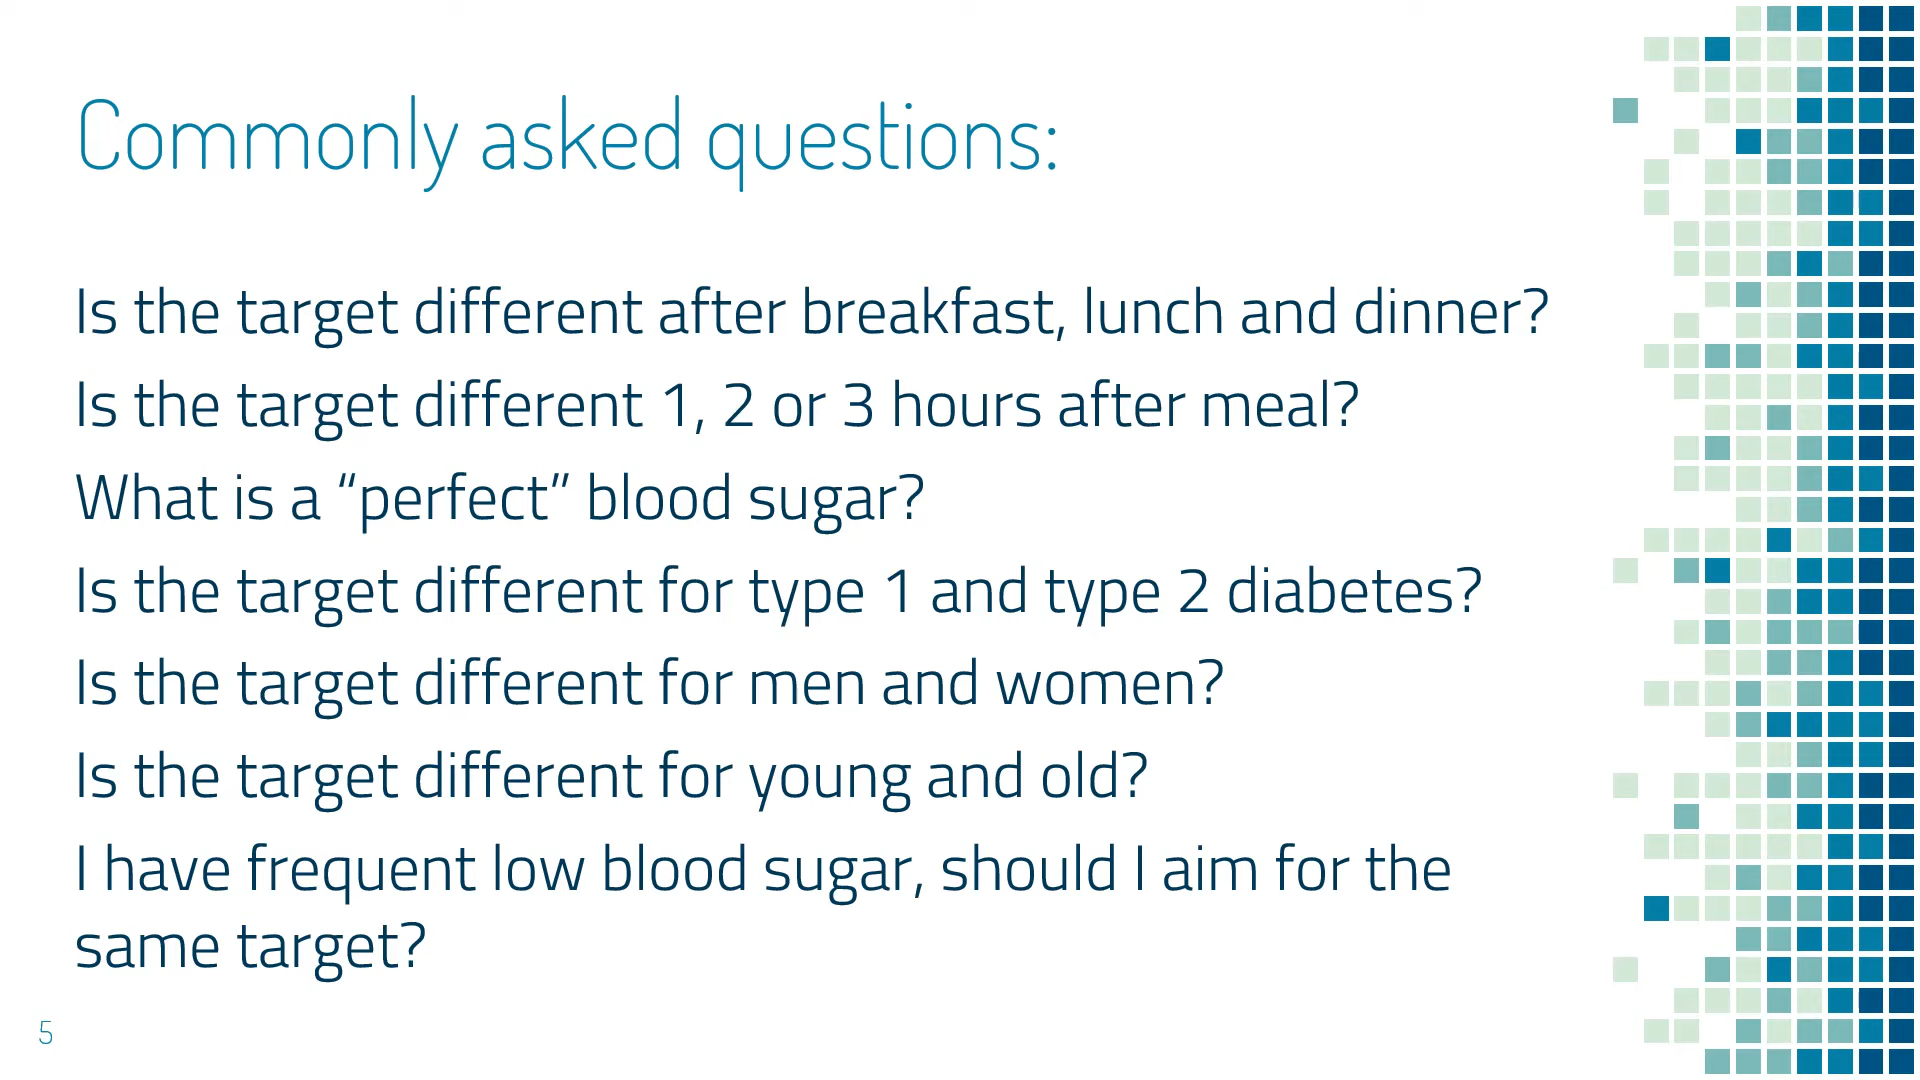 Commonly asked questions:
Is the target different after breakfast, lunch and dinner?
Is the target different 1, 2 or 3 hours after meal?
What is a “perfect” blood sugar?
Is the target different for type 1 and type 2 diabetes?
Is the target different for men and women?
Is the target different for young and old?
I have frequent low blood sugar, should I aim for the
same target?
5